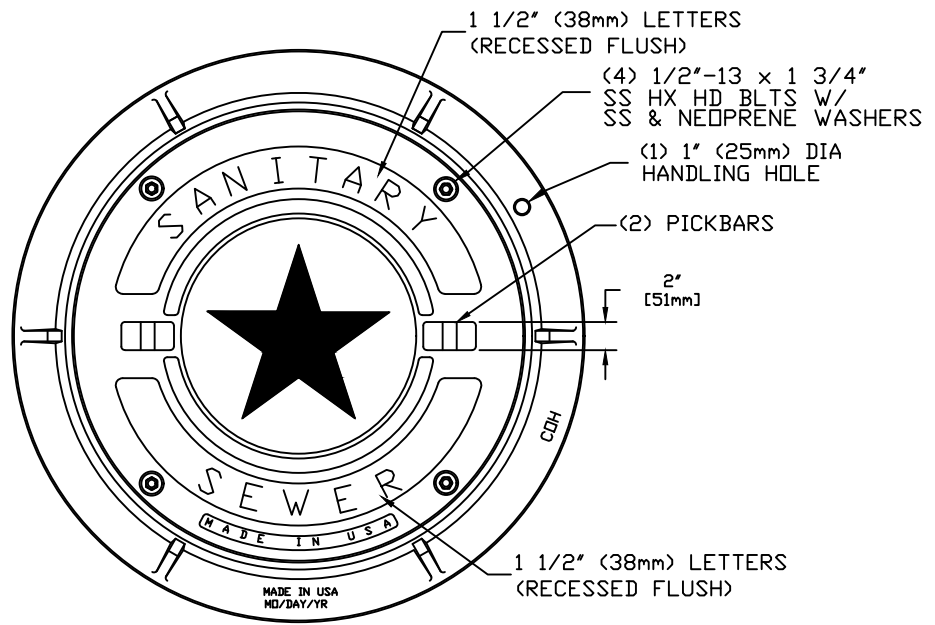 1 1/2" (38mm) LETTERS
(RECESSED FLUSH)
(4) 1/2"-13 x 1 3/4"
SS HX HD BLTS W/
SS & NEOPRENE WASHERS
(1) 1" (25mm) DIA
HANDLING HOLE
(2) PICKBARS
2"
[51mm]
SANITARY
COH
SEWER
MADE IN USA
MADE IN USA
MO/DAY/YR
1 1/2" (38mm) LETTERS
(RECESSED FLUSH)